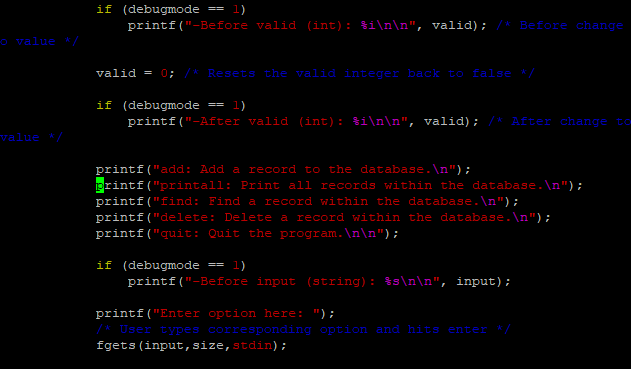 if (debugmode == 1)
printf("-Before valid (int): %i\n\n", valid); /* Before change
o value */
valid = 0; /* Resets the valid integer back to false */
if (debugmode == 1)
printf("-After valid (int): %i\n\n", valid); /* After change to
value */
printf("add: Add a record to the database.\n");
printf("printall: Print all records within the database.\n");
printf("find: Find a record within the database.\n");
printf("delete: Delete a record within the database.\n");
printf("quit: Quit the program.\n\n");
if (debugmode == 1)
printf("-Before input (string): %s\n\n", input);
printf("Enter option here: ");
/* User types corresponding option and hits enter */
fgets(input,size,stdin);